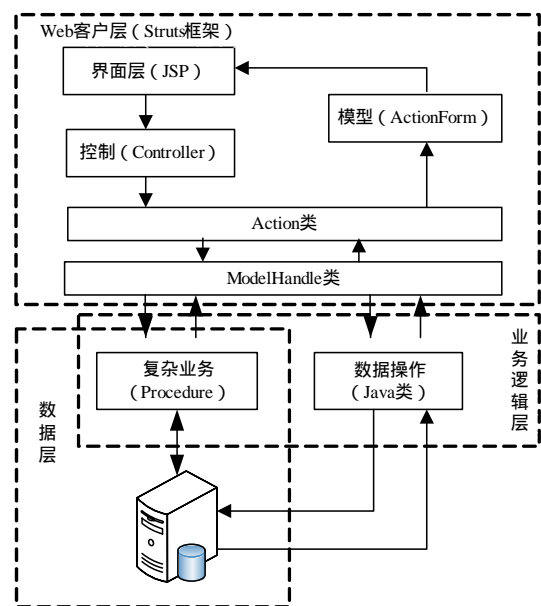 Web客户层（Struts框架）
界面层（JSP）
模型（ActionForm）
控制（Controller）
Action类
ModelHandle类
复杂业务
（Procedure）
数据操作
（Java类）
业务逻辑层
数据层